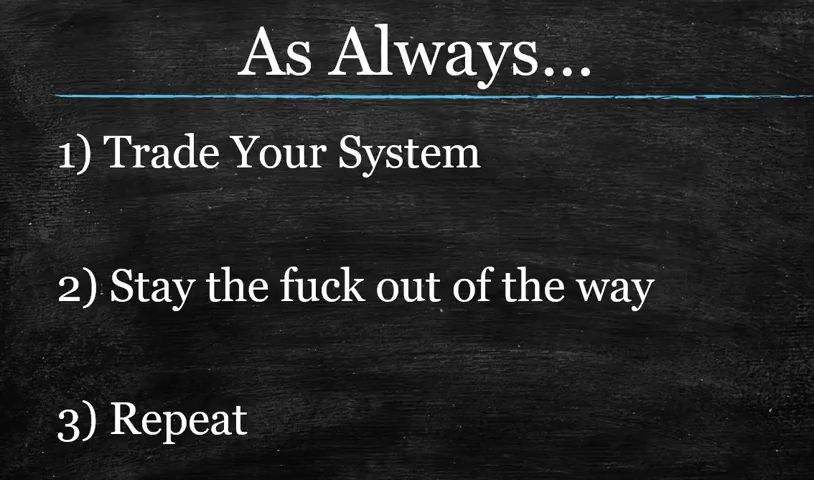 As Always...
1) Trade Your System
2) Stay the fuck out of the way
3) Repeat